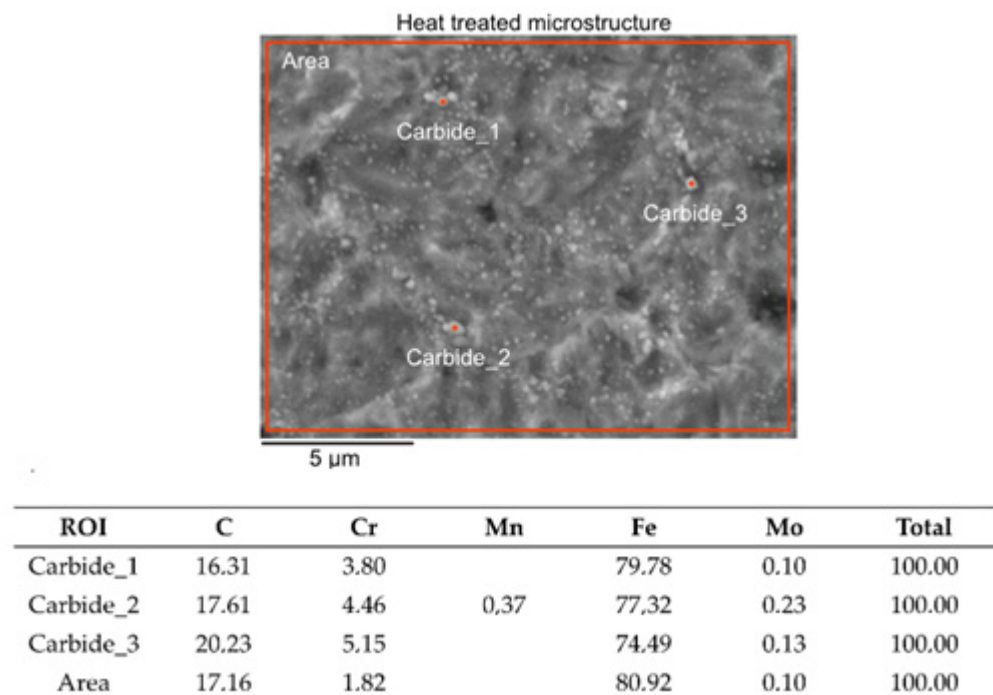 Heat treated microstructure
Area
Carbide_1
Carbide_3
Carbide_2
5 μm
ROI C Cr Mn Fe Mo Total
Carbide_1 16.31 3.80 79.78 0.10 100.00
Carbide_2 17.61 4.46 0,37 77,32 0.23 100.00
Carbide_3 20.23 5.15 74.49 0.13 100.00
Area 17.16 1.82 80.92 0.10 100.00